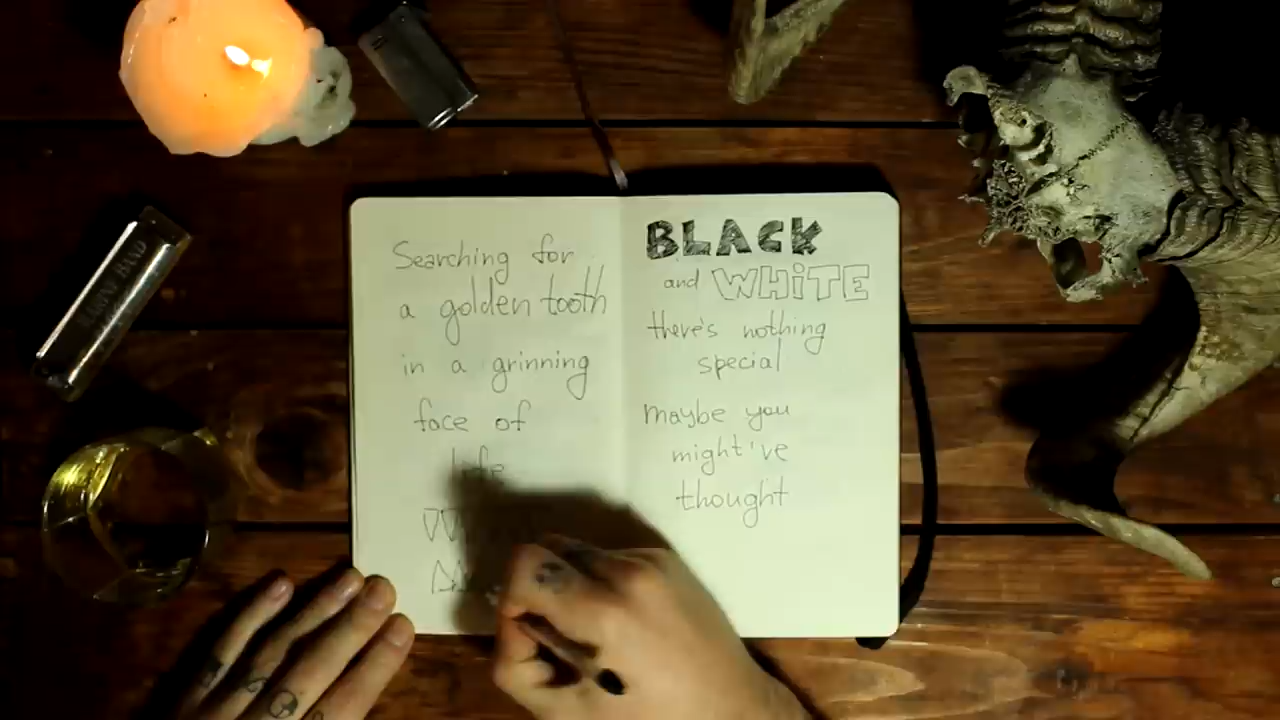 Searching for
a golden tooth
in a grinning
face of
life
BLACK
and WHiTE
there's nothing
special
maybe you
might've
thought